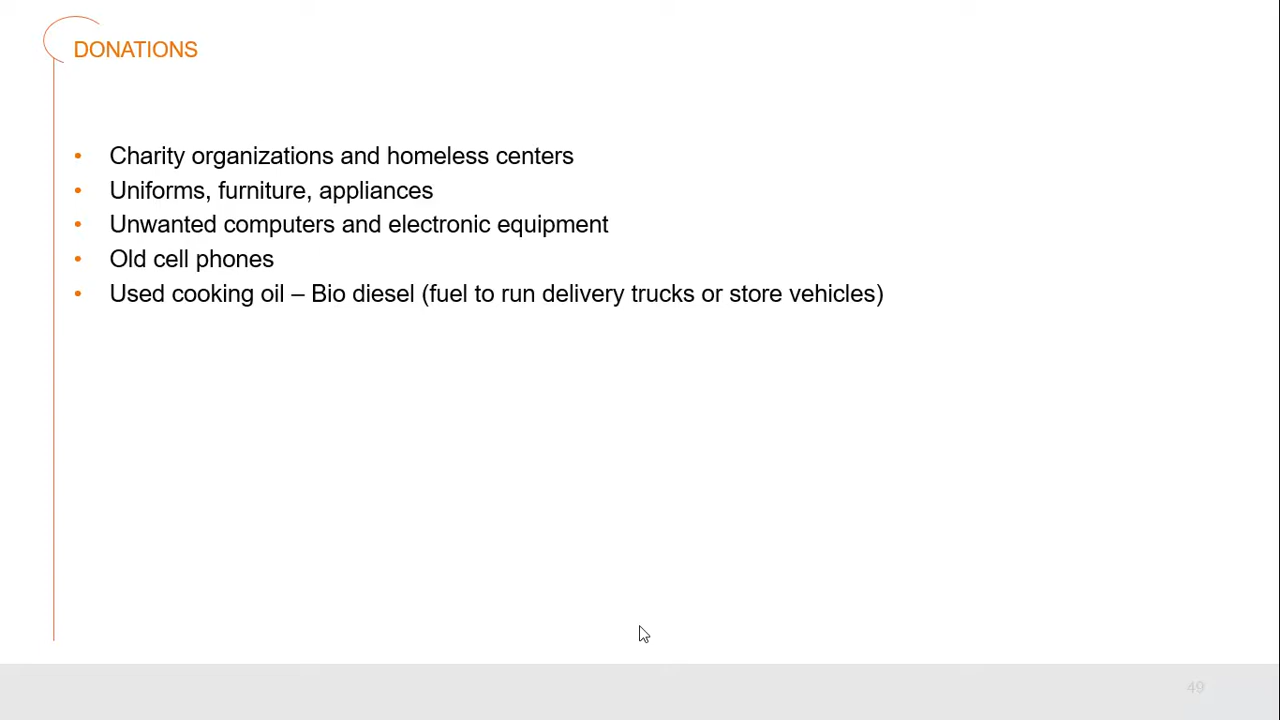 DONATIONS
• Charity organizations and homeless centers
• Uniforms, furniture, appliances
• Unwanted computers and electronic equipment
• Old cell phones
• Used cooking oil – Bio diesel (fuel to run delivery trucks or store vehicles)
49